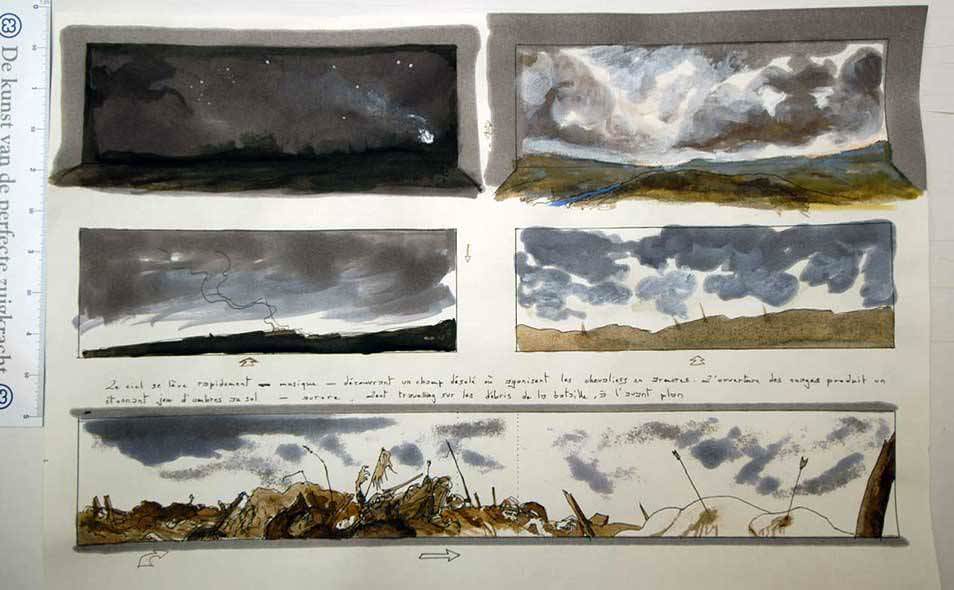 De kunst van de perfecte zuigkracht
Le ciel se lève rapidement — musique — découvrant un champ désolé où agonisent les chevaliers en armures. L'ouverture des nuages produit un
étonnant jeu d'ombres au sol — aurore. Lent travelling sur les débris de la bataille, à l'avant plan